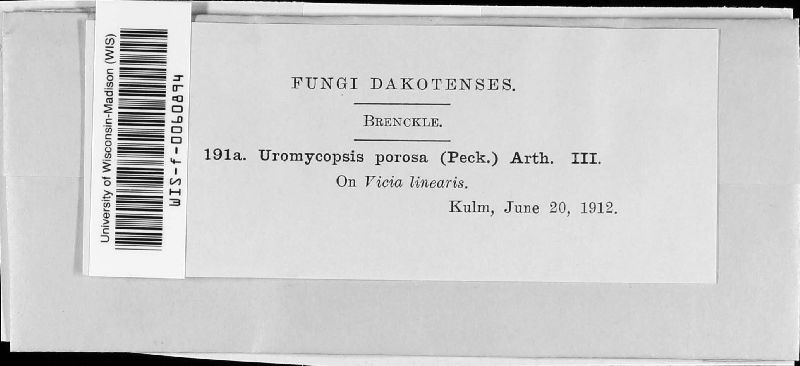 FUNGI DAKOTENSES.
BRENCKLE.
191a. Uromycopsis porosa (Peck.) Arth. III.
On Vicia linearis.
Kulm, June 20, 1912.
University of Wisconsin-Madison (WIS)
WIS-f-0060894